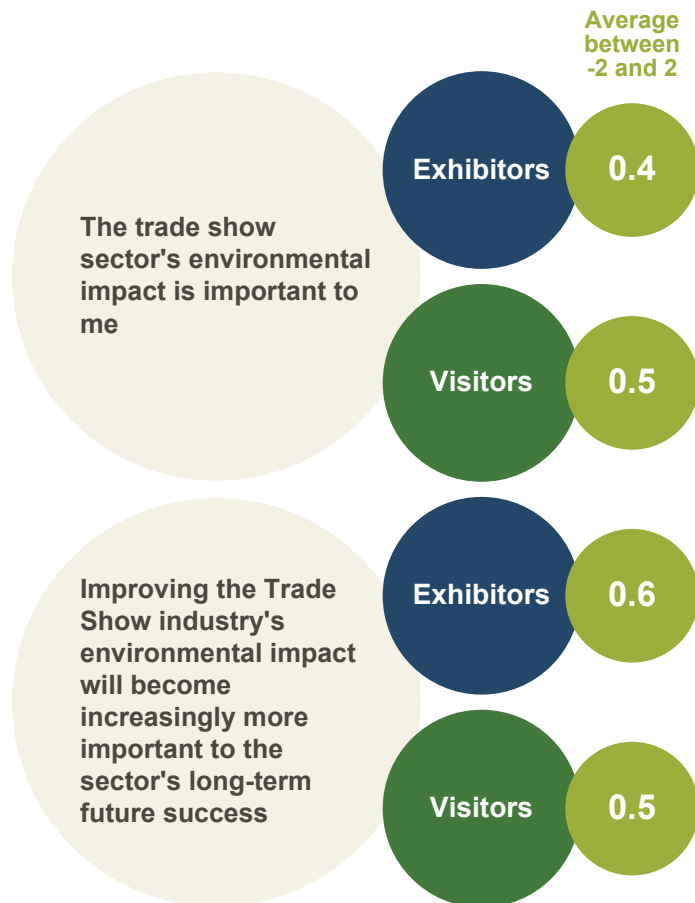 Average
between
-2 and 2
The trade show
sector's environmental
impact is important to
me
Exhibitors
0.4
Visitors
0.5
Improving the Trade
Show industry's
environmental impact
will become
increasingly more
important to the
sector's long-term
future success
Exhibitors
0.6
Visitors
0.5